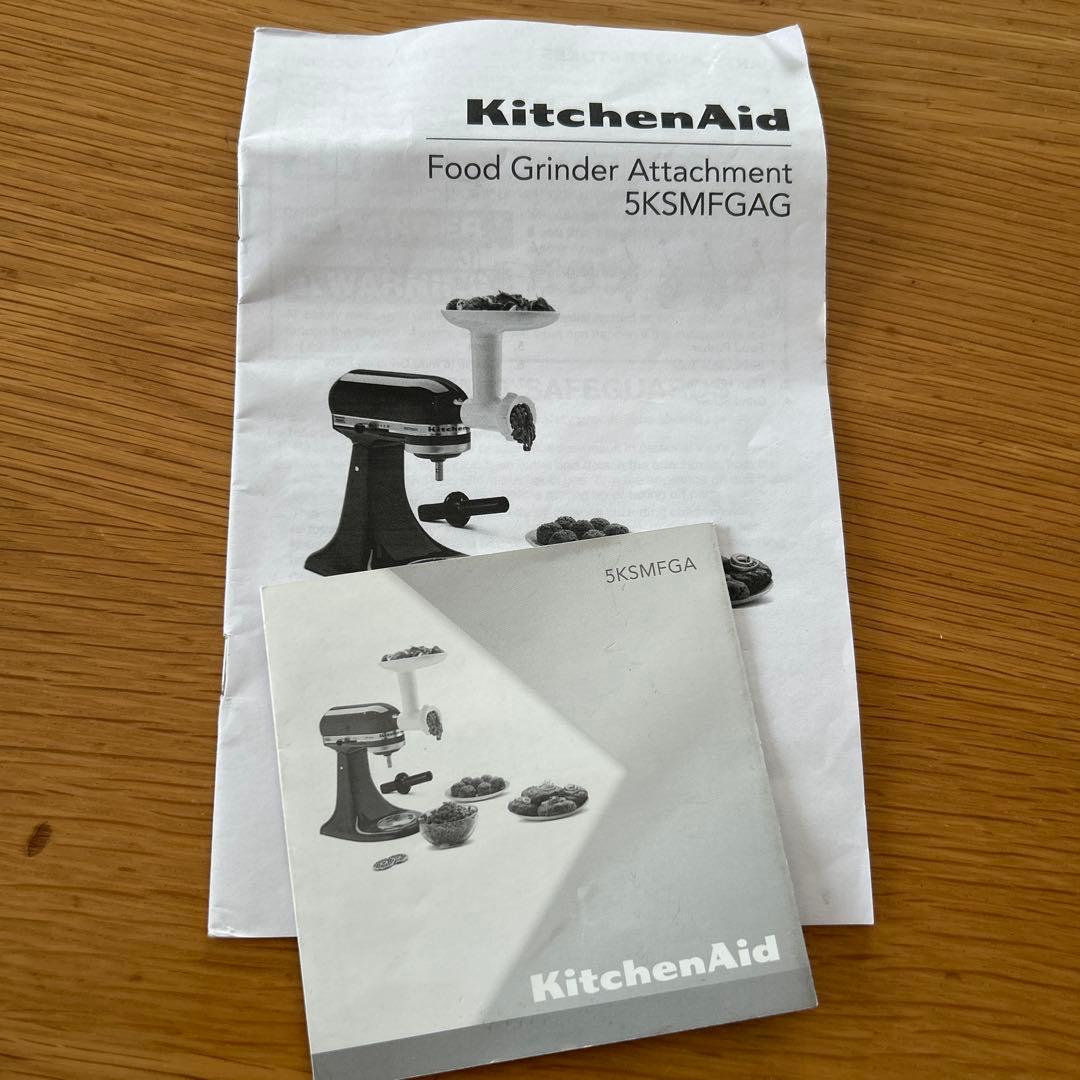 KitchenAid
Food Grinder Attachment
5KSMFGAG
5KSMFGA
KitchenAid